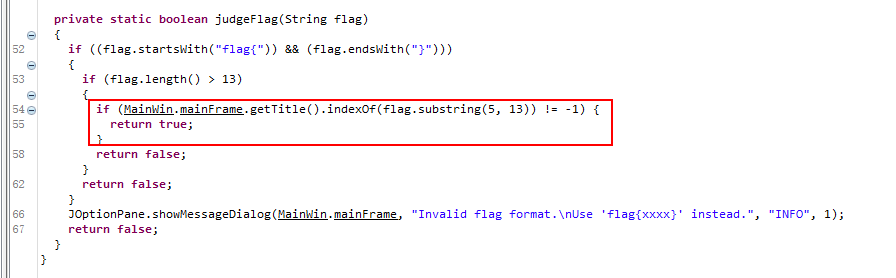 private static boolean judgeFlag(String flag)
{
52 if ((flag.startsWith("flag{")) && (flag.endsWith("}")))
{
53 if (flag.length() > 13)
{
54 if (MainWin.mainFrame.getTitle().indexOf(flag.substring(5, 13)) != -1) {
55 return true;
}
58 return false;
}
62 return false;
}
66 JOptionPane.showMessageDialog(MainWin.mainFrame, "Invalid flag format.\nUse 'flag{xxxx}' instead.", "INFO", 1);
67 return false;
}
}